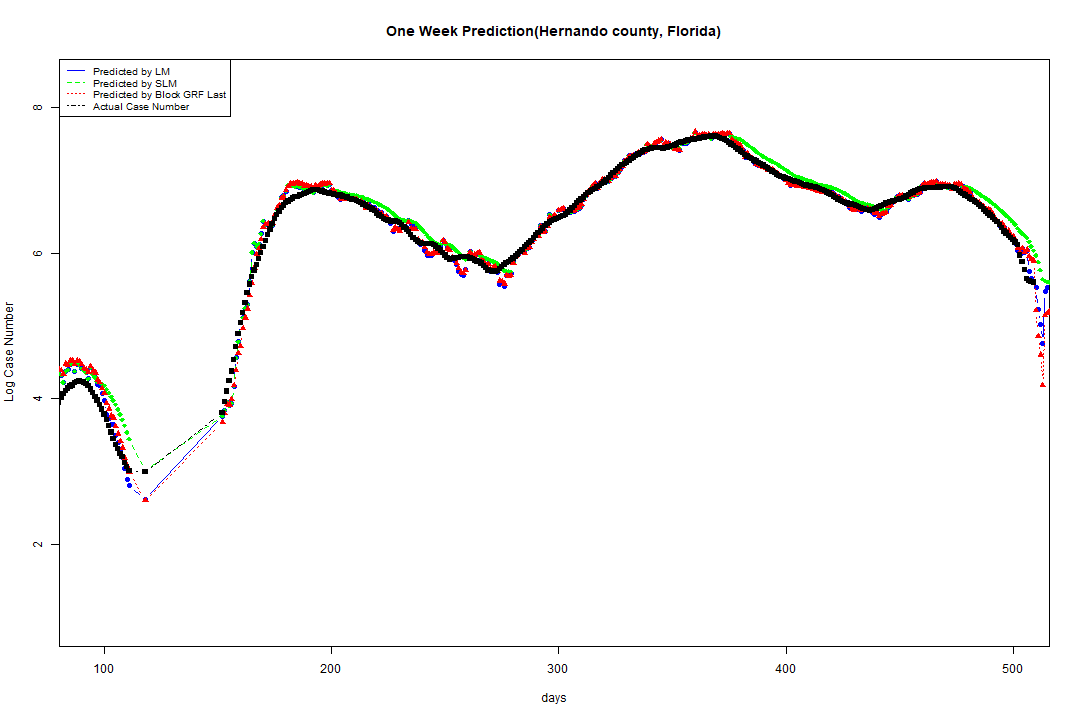 One Week Prediction(Hernando county, Florida)
Predicted by LM
Predicted by SLM
Predicted by Block GRF Last
Actual Case Number
8
6
4
2
Log Case Number
100 200 300 400 500
days